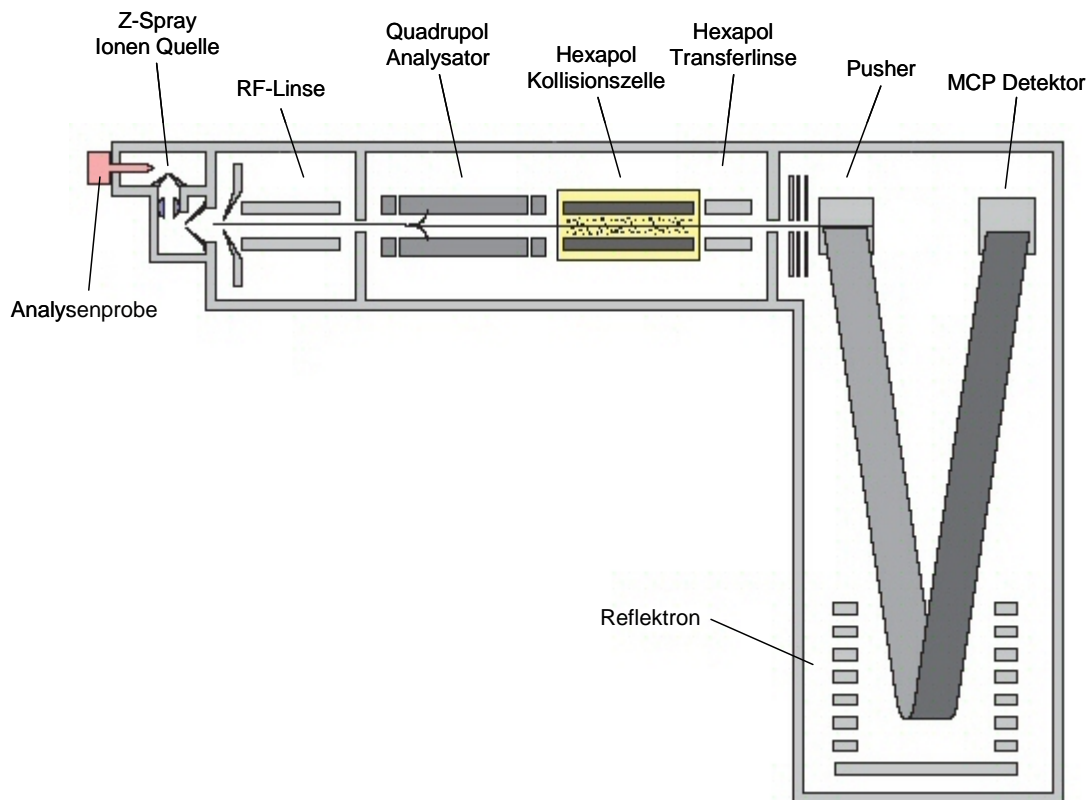 Z-Spray
Ionen Quelle
RF-Linse
Quadrupol
Analysator
Hexapol
Kollisionszelle
Hexapol
Transferlinse
Pusher
MCP Detektor
Analysenprobe
Reflektron